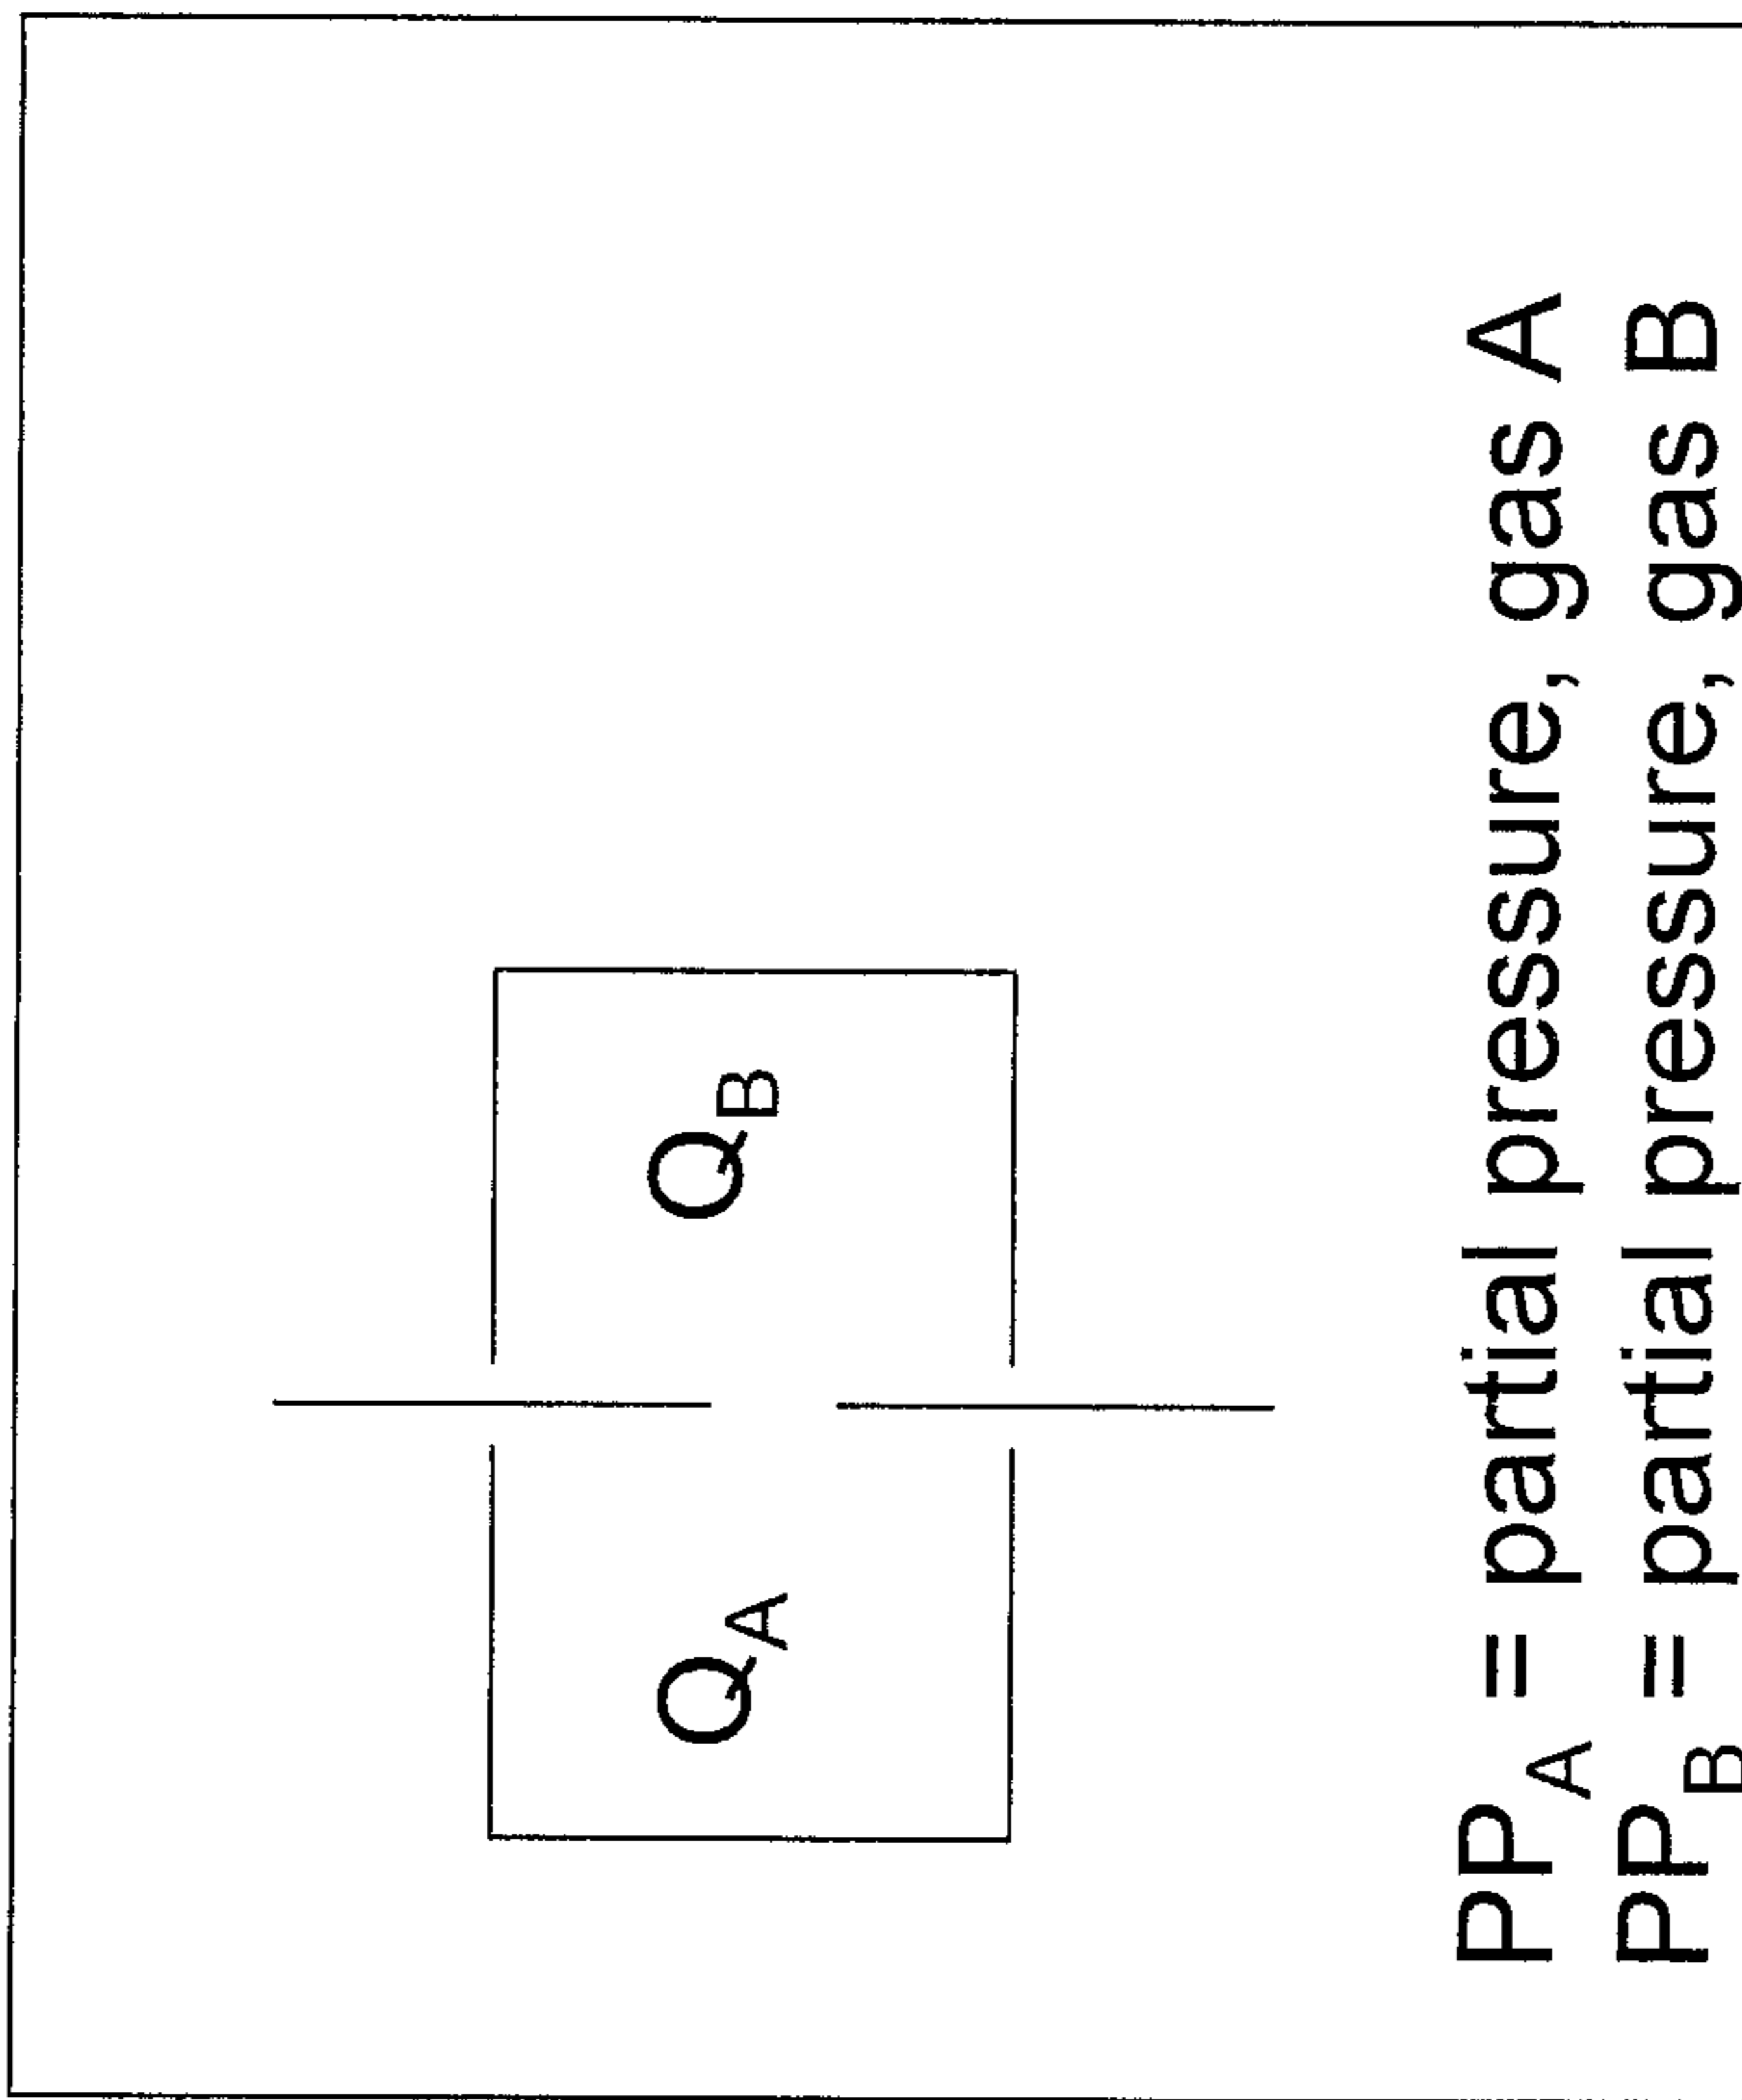 Q_A Q_B
PP_A = partial pressure, gas A
PP_B = partial pressure, gas B